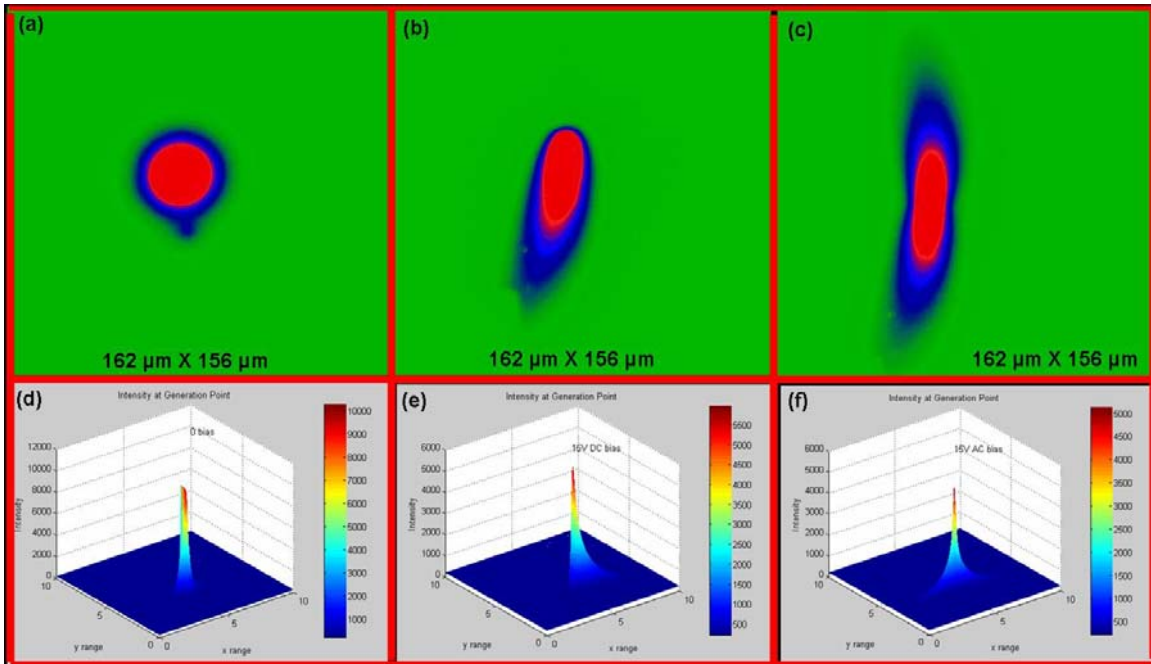 (a)
(b)
(c)
162 µm X 156 µm
162 µm X 156 µm
162 µm X 156 µm
(d)
Intensity at Generation Point
0 bias
12000
10000
8000
6000
4000
2000
0
Intensity
10
5
0
y range
0
5
10
x range
10000
9000
8000
7000
6000
5000
4000
3000
2000
1000
(e)
Intensity at Generation Point
15V DC bias
6000
5000
4000
3000
2000
1000
0
Intensity
10
5
0
y range
0
5
10
x range
5500
5000
4500
4000
3500
3000
2500
2000
1500
1000
500
(f)
Intensity at Generation Point
15V AC bias
6000
5000
4000
3000
2000
1000
0
Intensity
10
5
0
y range
0
5
10
x range
5000
4500
4000
3500
3000
2500
2000
1500
1000
500